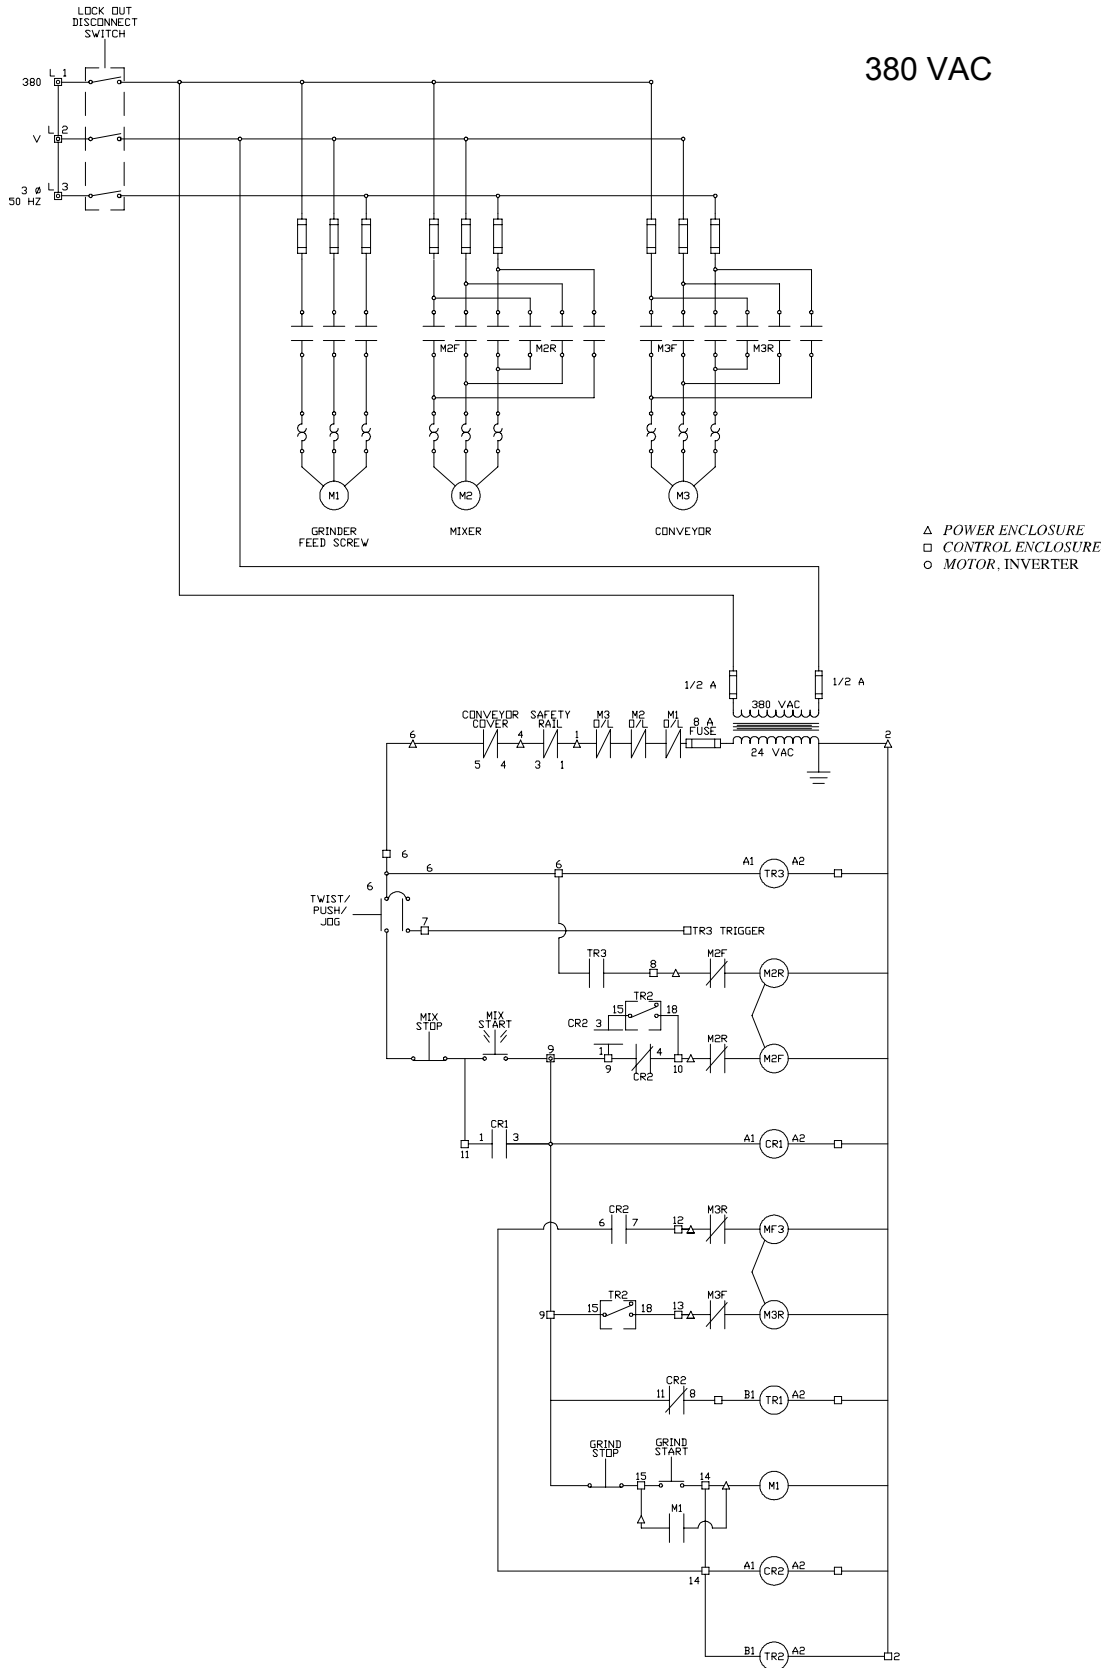 LOCK OUT
DISCONNECT
SWITCH
380 VAC
380 L 1
V L 2
3 ø L 3
50 HZ
M2F M2R M3F M3R
M1 M2 M3
GRINDER
FEED SCREW
MIXER
CONVEYOR
POWER ENCLOSURE
CONTROL ENCLOSURE
MOTOR, INVERTER
1/2 A 1/2 A
380 VAC
CONVEYOR
COVER
SAFETY
RAIL
M3
O/L
M2
O/L
M1
O/L
8 A
FUSE
6 4 1 2
5 4 3 1
24 VAC
6
6 6 A1 TR3 A2
6
TWIST/
PUSH/
JOG
7 TR3 TRIGGER
TR3 8 M2F M2R
TR2
15 18
MIX
STOP
MIX
START
CR2 3
9 1 4 M2R M2F
9 CR2 10
CR1
1 3 A1 CR1 A2
11
CR2 12 M3R
6 7 MF3
TR2 13 M3F
9 15 18 M3R
CR2
11 8 B1 TR1 A2
GRIND
STOP
GRIND
START
15 14 M1
M1
A1 CR2 A2
14
B1 TR2 A2 2